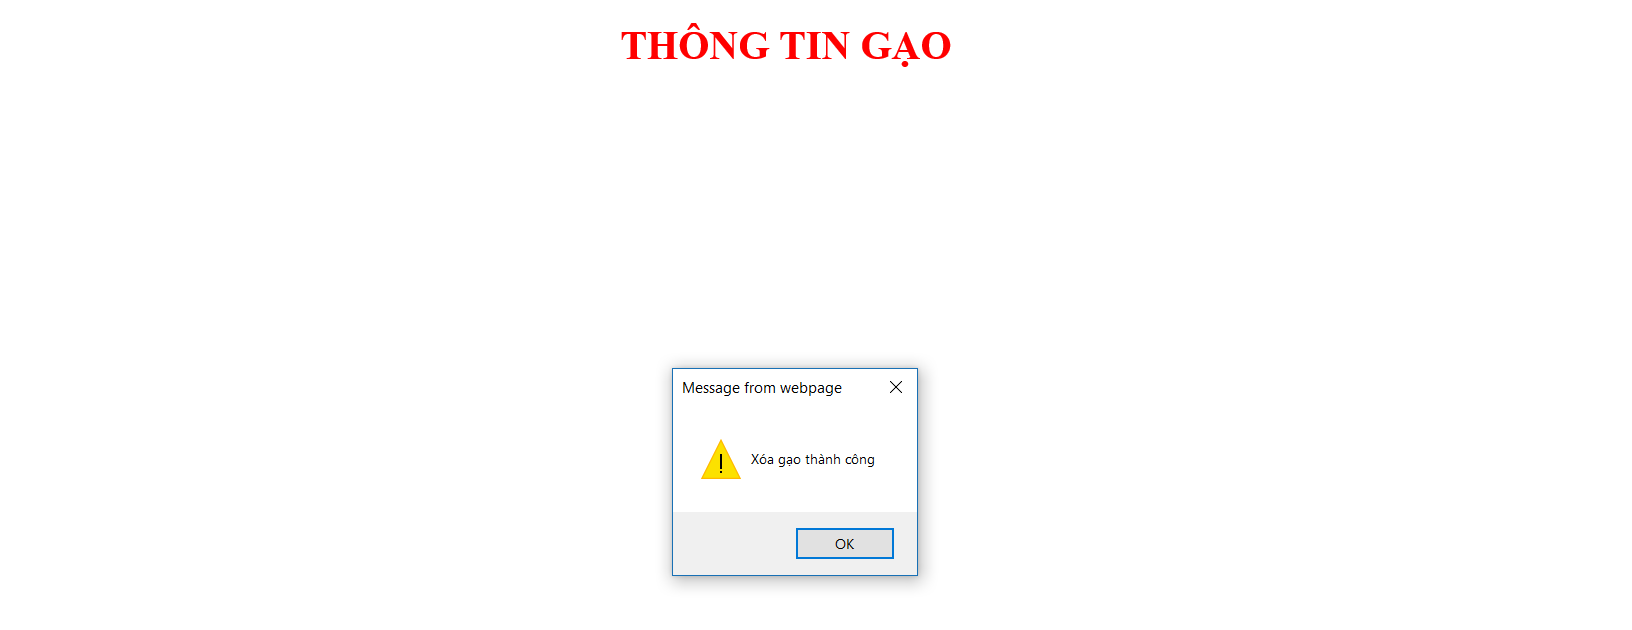 THÔNG TIN GẠO
Message from webpage
Xóa gạo thành công
OK